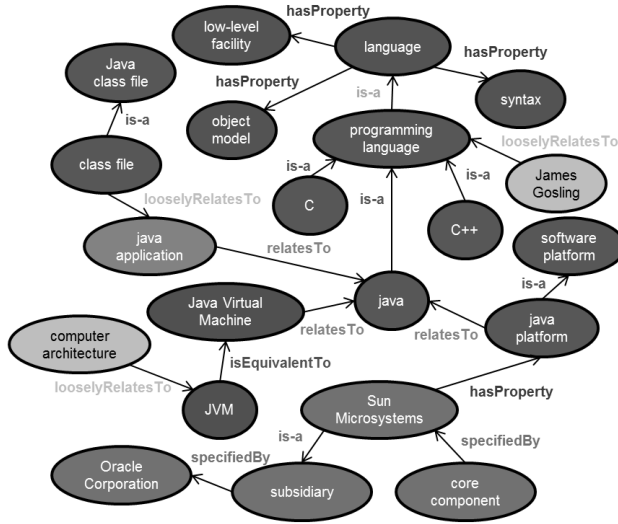 low-level
facility
language
hasProperty
hasProperty
hasProperty
Java
class file
syntax
is-a
object
model
is-a
programming
language
looselyRelatesTo
class file
is-a
James
Gosling
C
is-a
is-a
C++
looselyRelatesTo
java
application
relatesTo
software
platform
is-a
Java Virtual
Machine
relatesTo
java
relatesTo
java
platform
computer
architecture
isEquivalentTo
looselyRelatesTo
JVM
Sun
Microsystems
hasProperty
is-a
specifiedBy
specifiedBy
Oracle
Corporation
subsidiary
core
component